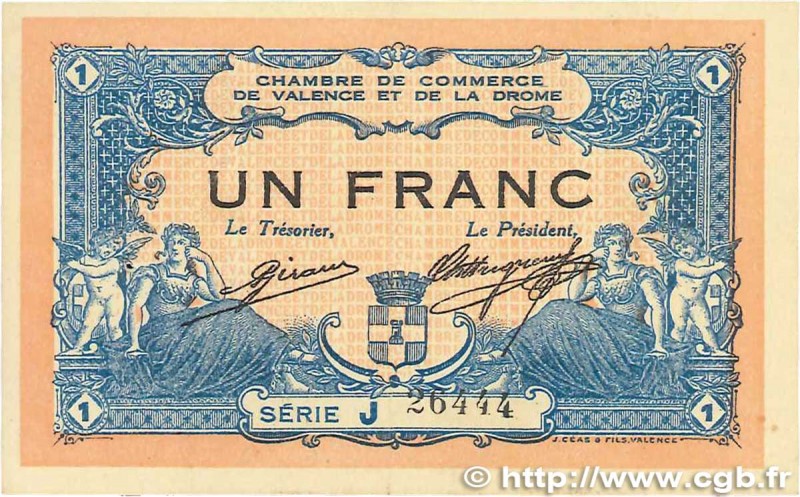 1 1
CHAMBRE DE COMMERCE
DE VALENCE ET DE LA DROME
UN FRANC
Le Trésorier, Le Président,
SÉRIE J 26444
1 1
J. CÉAS & FILS, VALENCE
© http://www.cgb.fr